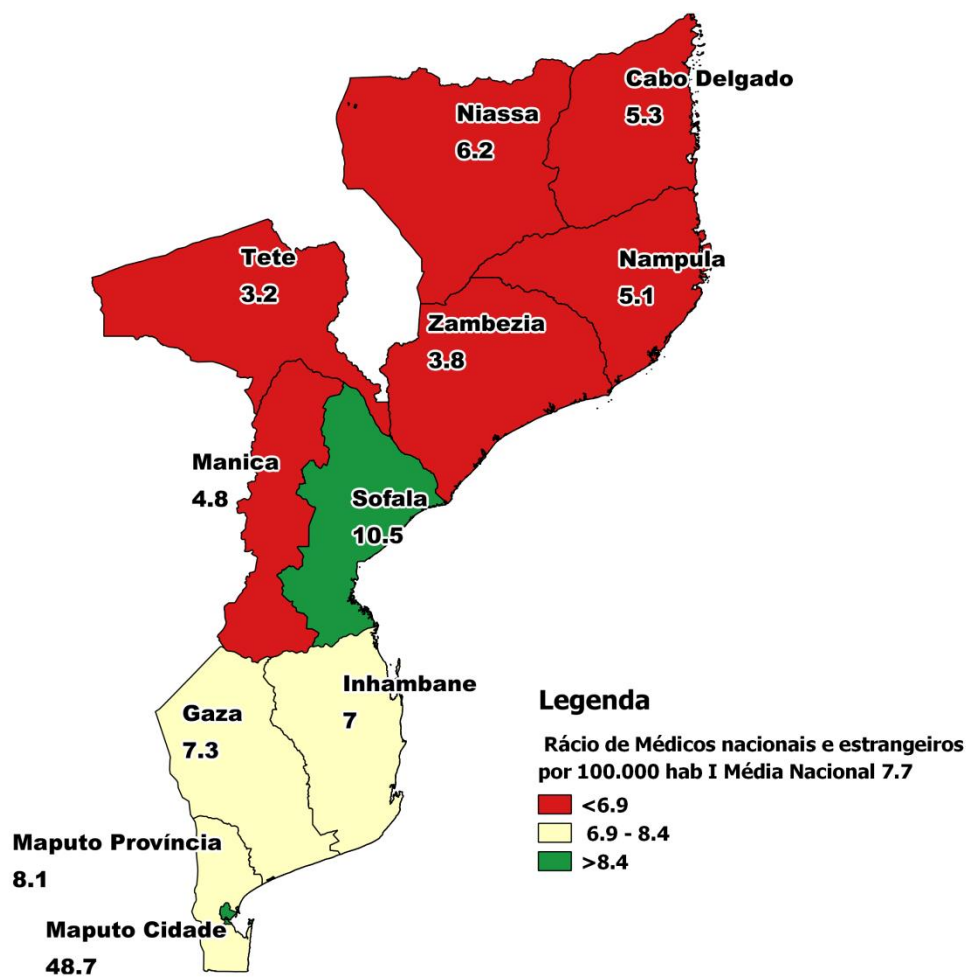 Cabo Delgado
5.3
Niassa
6.2
Nampula
5.1
Tete
3.2
Zambezia
3.8
Manica
4.8
Sofala
10.5
Inhambane
7
Gaza
7.3
Maputo Província
8.1
Maputo Cidade
48.7
Legenda
Rácio de Médicos nacionais e estrangeiros
por 100.000 hab I Média Nacional 7.7
<6.9
6.9 - 8.4
>8.4